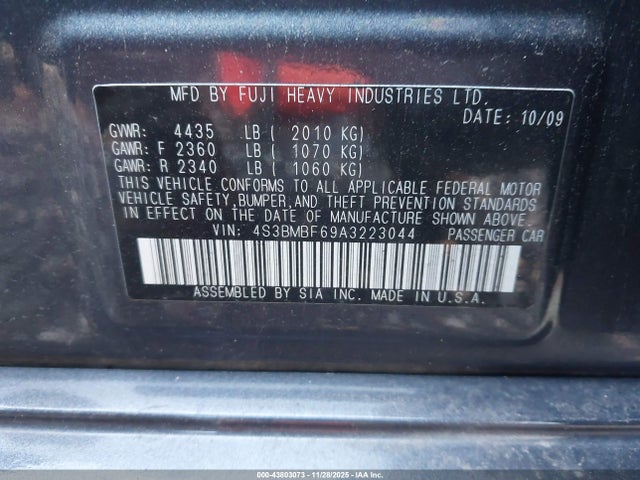 MFD BY FUJI HEAVY INDUSTRIES LTD.
DATE: 10/09
GVWR: 4435 LB ( 2010 KG)
GAWR: F 2360 LB ( 1070 KG)
GAWR: R 2340 LB ( 1060 KG)
THIS VEHICLE CONFORMS TO ALL APPLICABLE FEDERAL MOTOR
VEHICLE SAFETY, BUMPER, AND THEFT PREVENTION STANDARDS
IN EFFECT ON THE DATE OF MANUFACTURE SHOWN ABOVE.
VIN: 4S3BMBF69A3223044 PASSENGER CAR
ASSEMBLED BY SIA INC. MADE IN U.S.A.
000-43803073 - 11/28/2025 - IAA Inc.